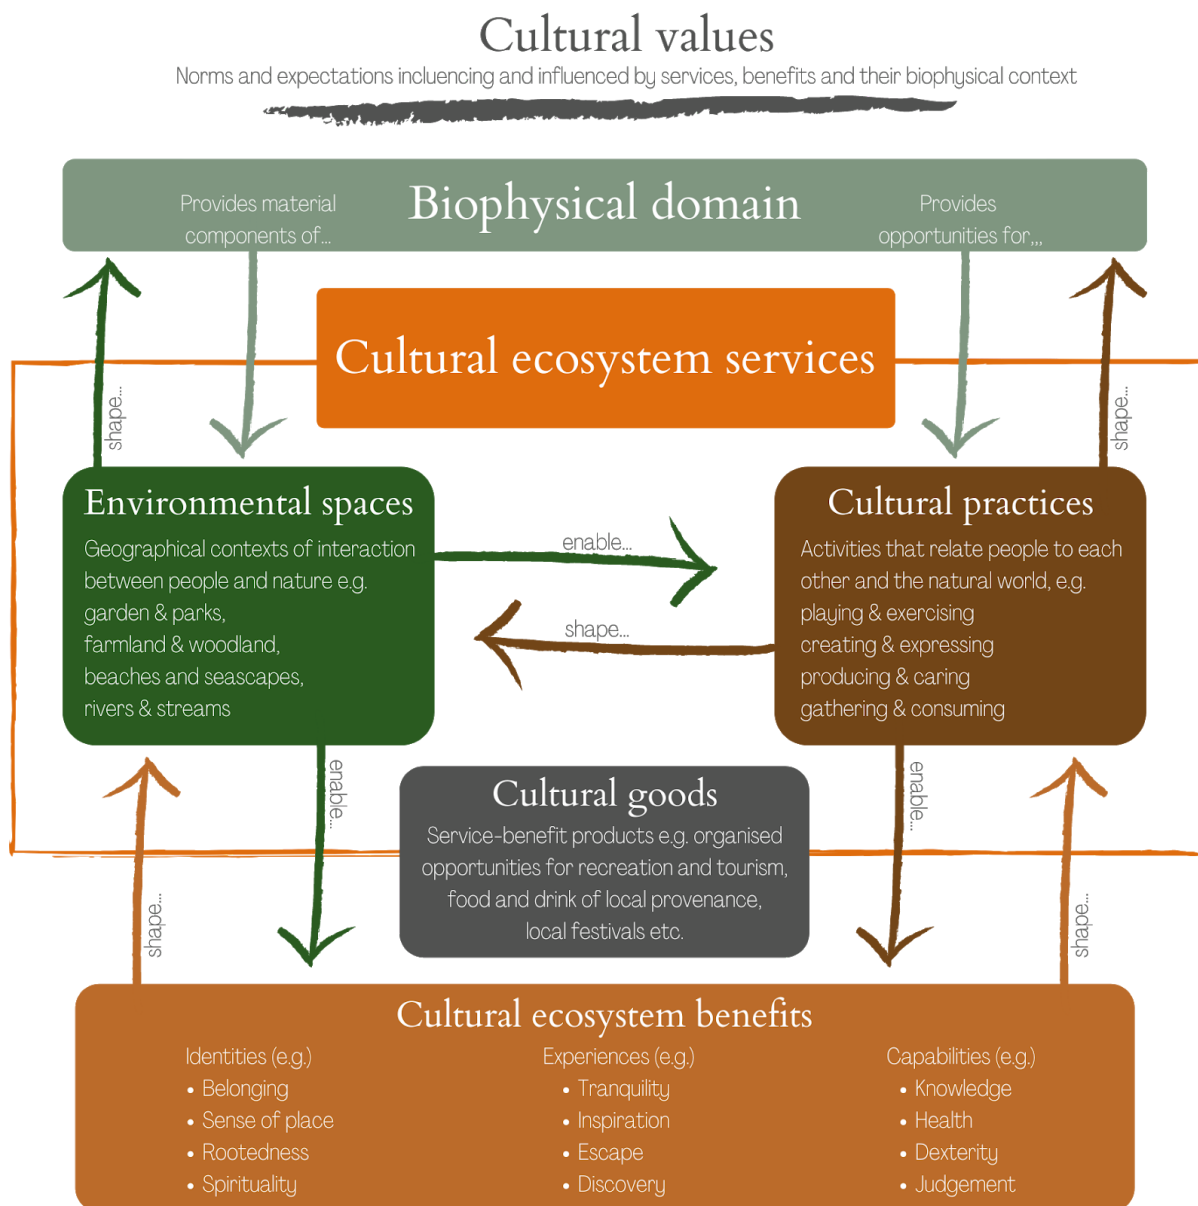 Cultural values
Norms and expectations incluencing and influenced by services, benefits and their biophysical context
Biophysical domain
Provides material
components of...
Provides
opportunities for,,,
Cultural ecosystem services
shape...
shape...
Environmental spaces
Geographical contexts of interaction
between people and nature e.g.
garden & parks,
farmland & woodland,
beaches and seascapes,
rivers & streams
enable...
shape...
Cultural practices
Activities that relate people to each
other and the natural world, e.g.
playing & exercising
creating & expressing
producing & caring
gathering & consuming
enable...
enable...
Cultural goods
Service-benefit products e.g. organised
opportunities for recreation and tourism,
food and drink of local provenance,
local festivals etc.
shape...
shape...
Cultural ecosystem benefits
Identities (e.g.)
• Belonging
• Sense of place
• Rootedness
• Spirituality
Experiences (e.g.)
• Tranquility
• Inspiration
• Escape
• Discovery
Capabilities (e.g.)
• Knowledge
• Health
• Dexterity
• Judgement